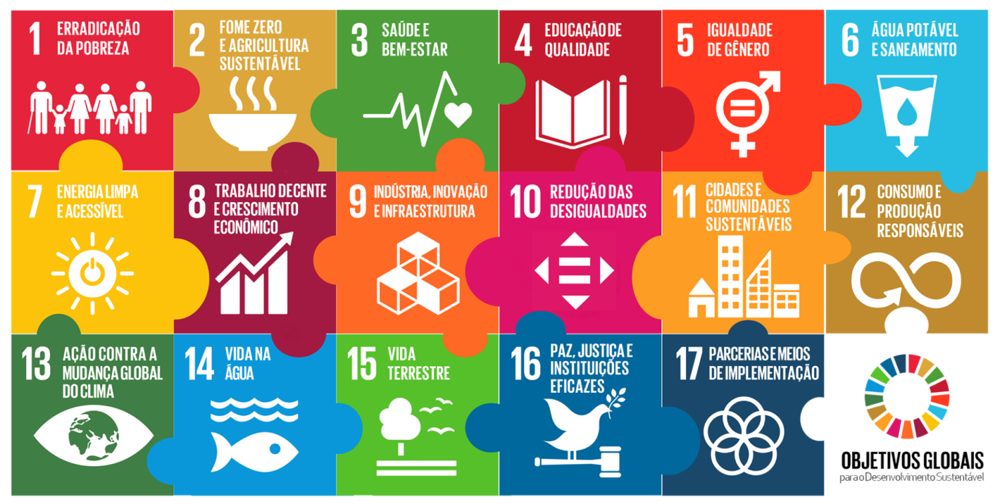 1 ERRADICAÇÃO
DA POBREZA
2 FOME ZERO
E AGRICULTURA
SUSTENTÁVEL
3 SAÚDE E
BEM-ESTAR
4 EDUCAÇÃO DE
QUALIDADE
5 IGUALDADE
DE GÊNERO
6 ÁGUA POTÁVEL
E SANEAMENTO
7 ENERGIA LIMPA
E ACESSÍVEL
8 TRABALHO DECENTE
E CRESCIMENTO
ECONÔMICO
9 INDÚSTRIA, INOVAÇÃO
E INFRAESTRUTURA
10 REDUÇÃO DAS
DESIGUALDADES
11 CIDADES E
COMUNIDADES
SUSTENTÁVEIS
12 CONSUMO E
PRODUÇÃO
RESPONSÁVEIS
13 AÇÃO CONTRA A
MUDANÇA GLOBAL
DO CLIMA
14 VIDA NA
ÁGUA
15 VIDA
TERRESTRE
16 PAZ, JUSTIÇA E
INSTITUIÇÕES
EFICAZES
17 PARCERIAS E MEIOS
DE IMPLEMENTAÇÃO
OBJETIVOS GLOBAIS
para o Desenvolvimento Sustentável